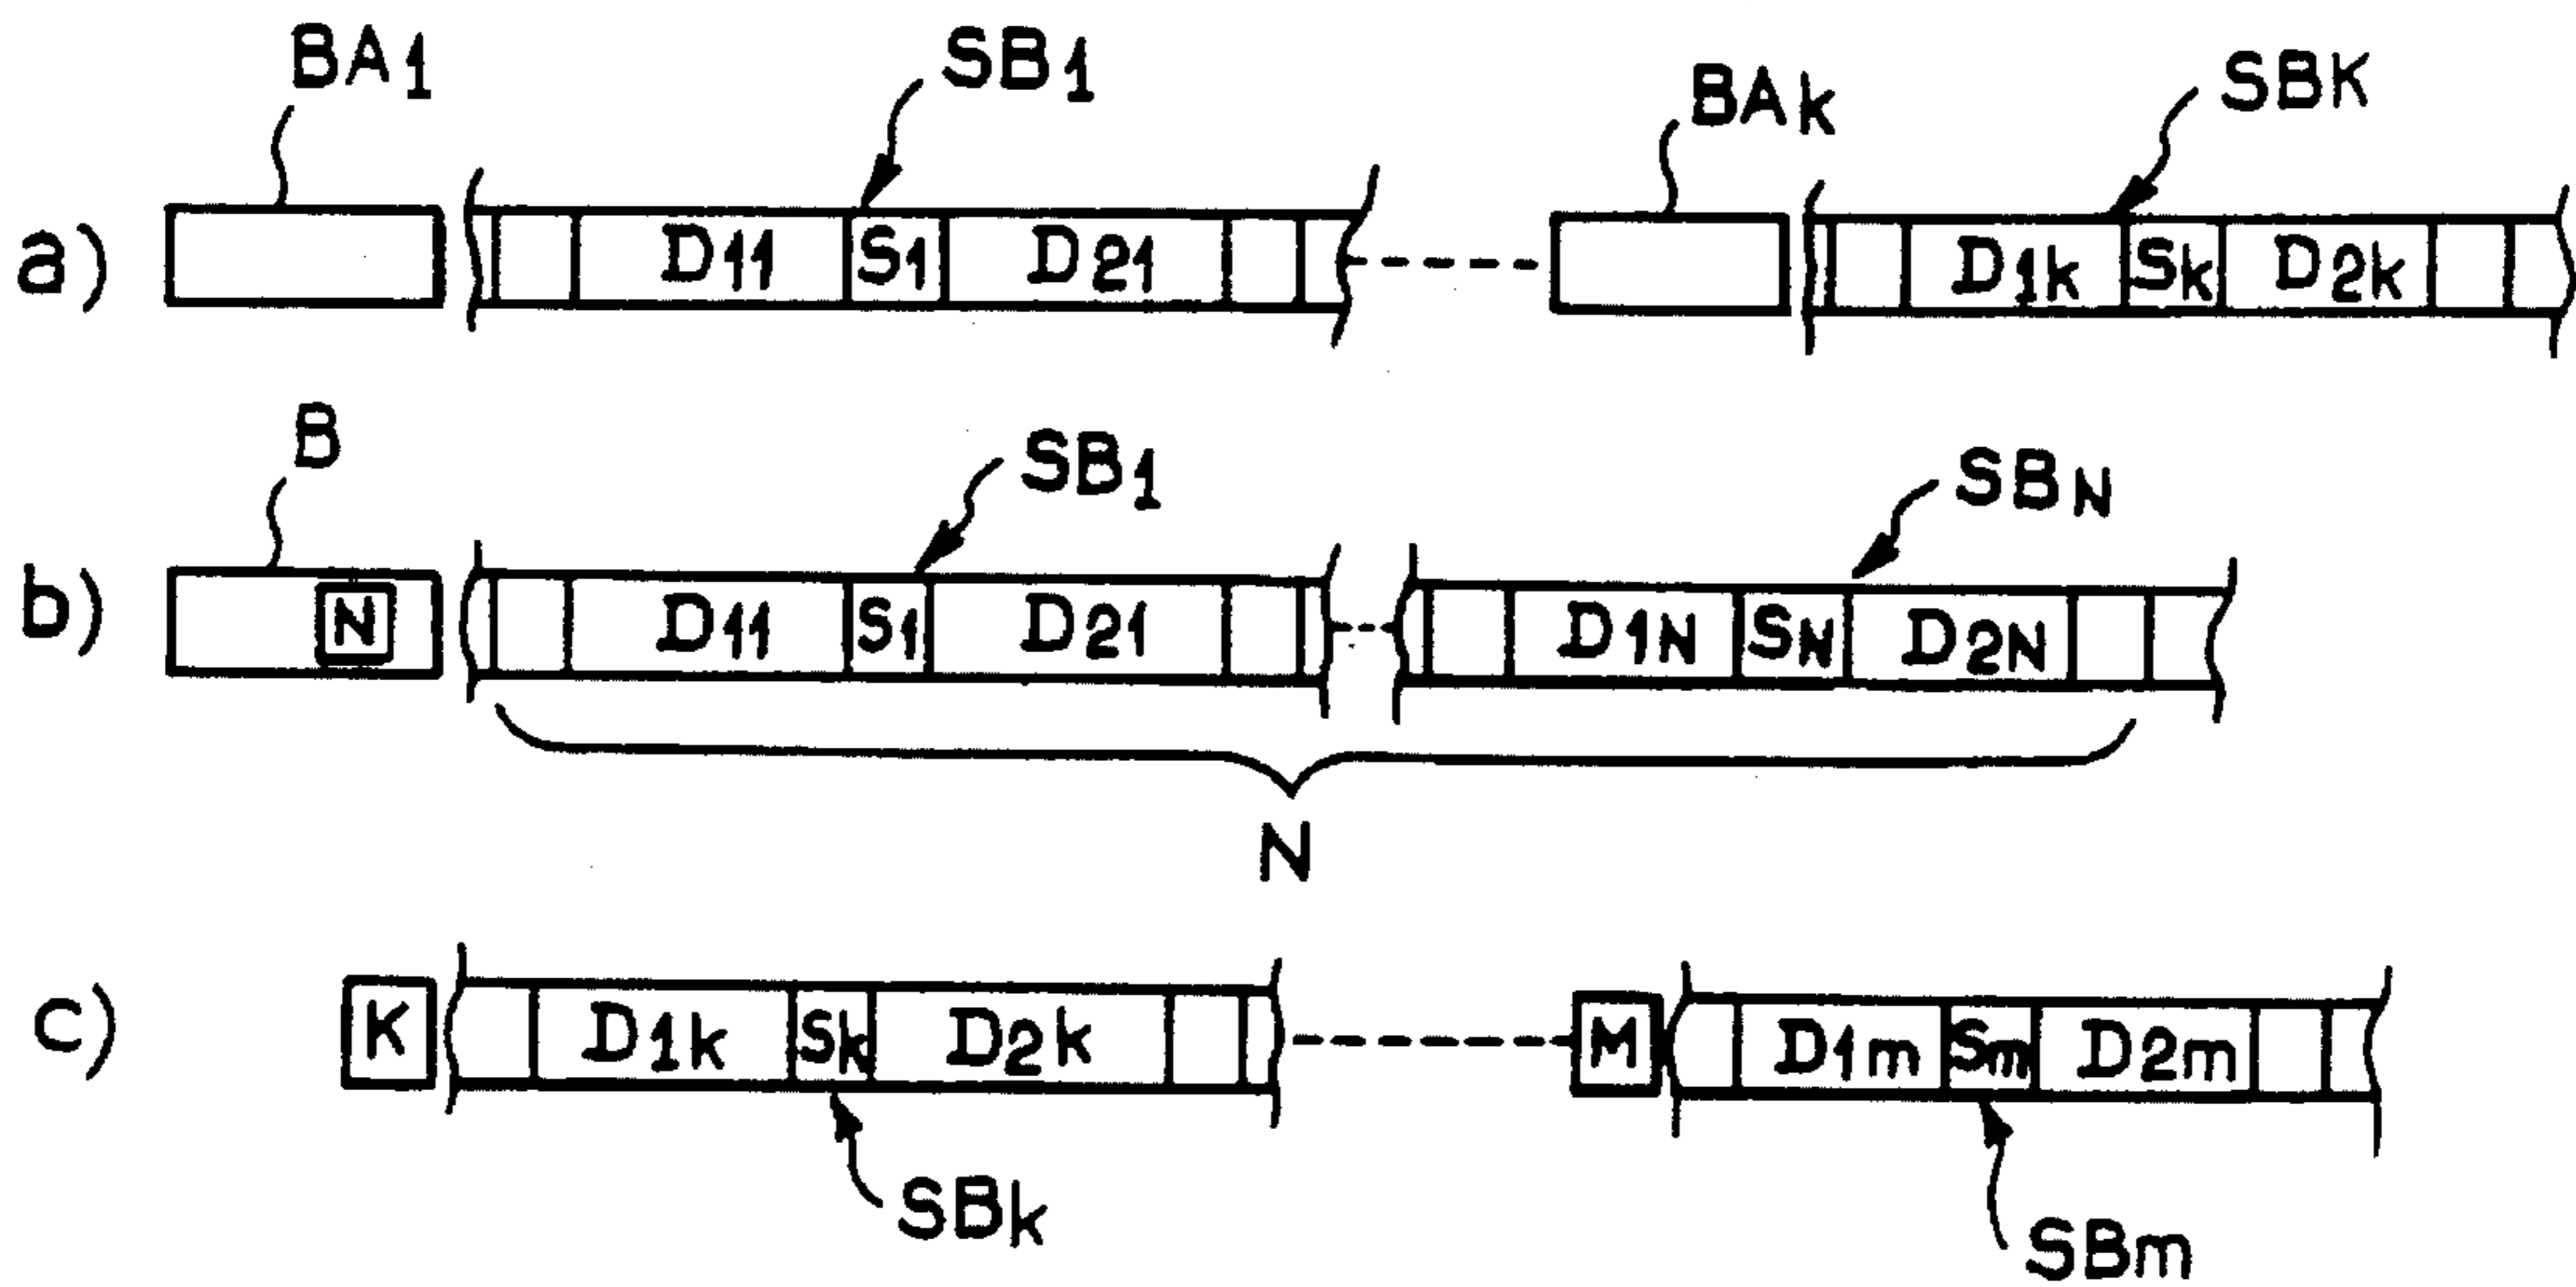 BA1 SB1 BAk SBK
a) D11 S1 D21 D1k Sk D2k
B SB1 SBN
b) N D11 S1 D21 D1N SN D2N
N
c) K D1k Sk D2k M D1m Sm D2m
SBk SBm